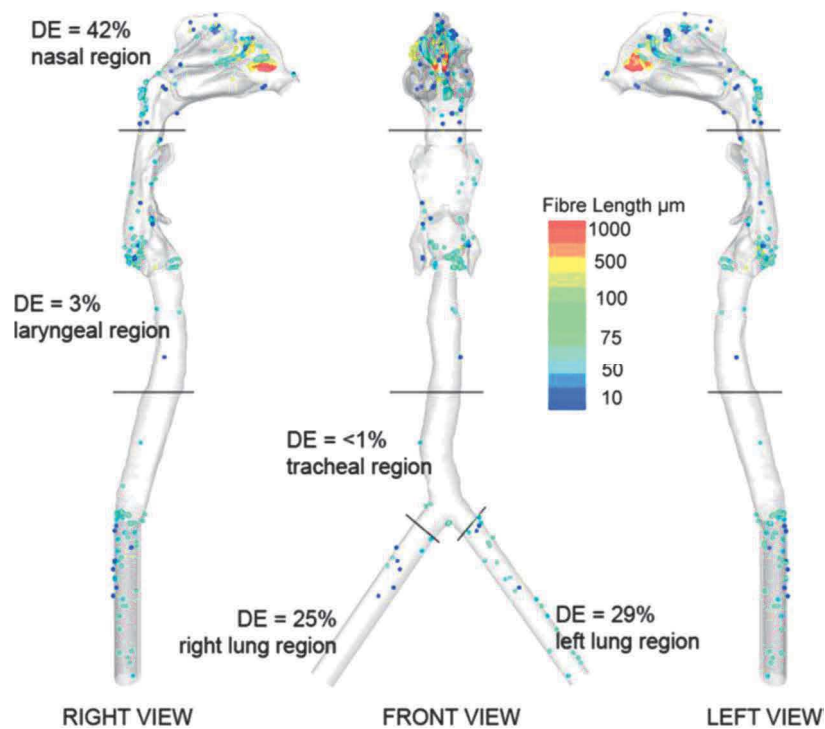 DE = 42%
nasal region
Fibre Length µm
1000
500
100
75
50
10
DE = 3%
laryngeal region
DE = <1%
tracheal region
DE = 25%
right lung region
DE = 29%
left lung region
RIGHT VIEW
FRONT VIEW
LEFT VIEW